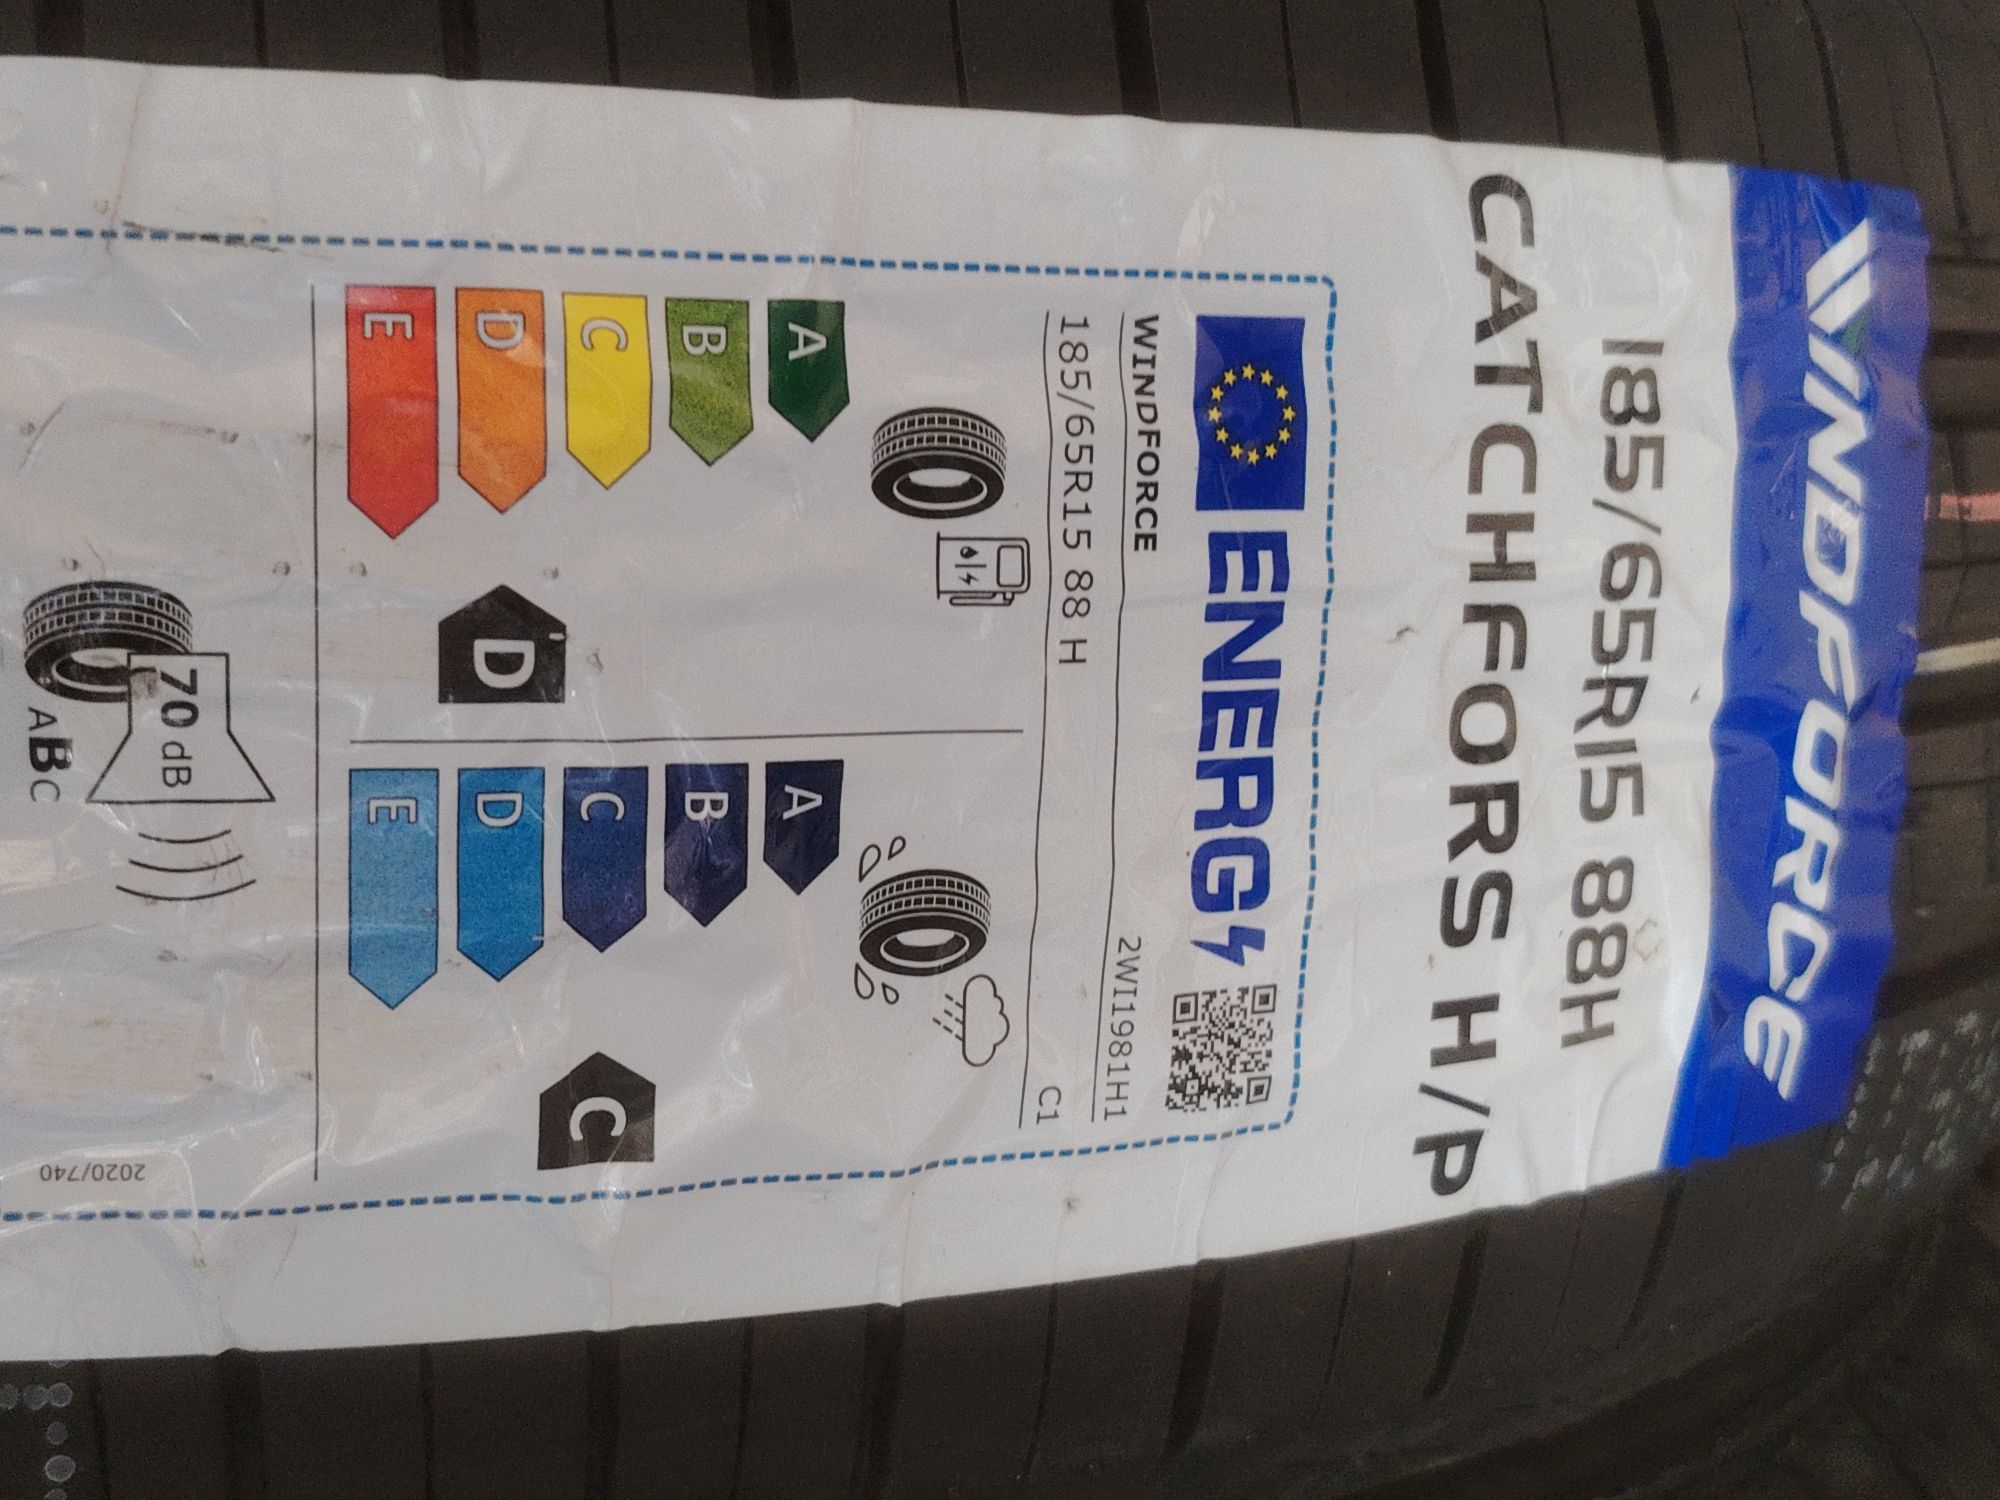 WINDFORCE
185/65R15 88H
CATCHFORS H/P
ENERG
WINDFORCE 2WI1981H1
185/65R15 88 H C1
A A
B B
C C C
D D D
E E
70 dB
ABC
2020/740